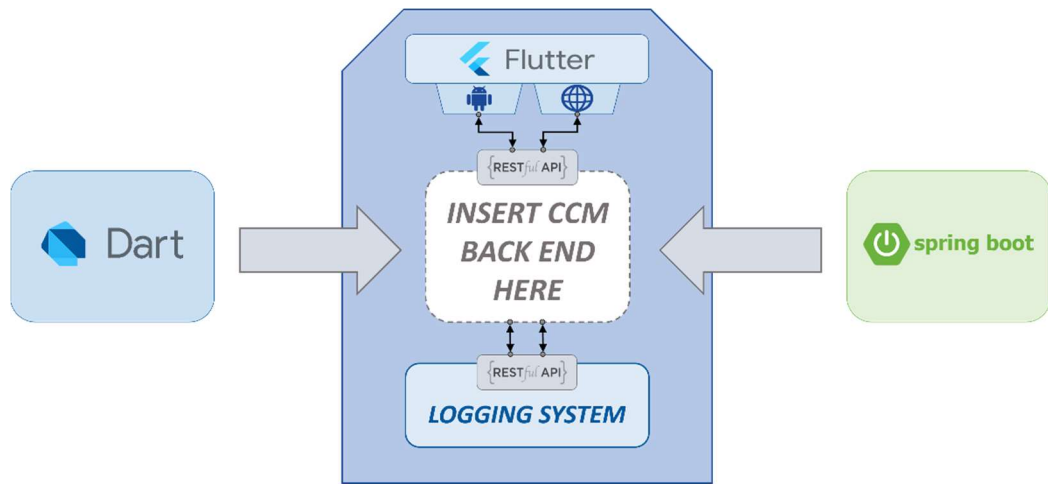 Flutter
{RESTful API}
INSERT CCM
BACK END
HERE
Dart
spring boot
{RESTful API}
LOGGING SYSTEM